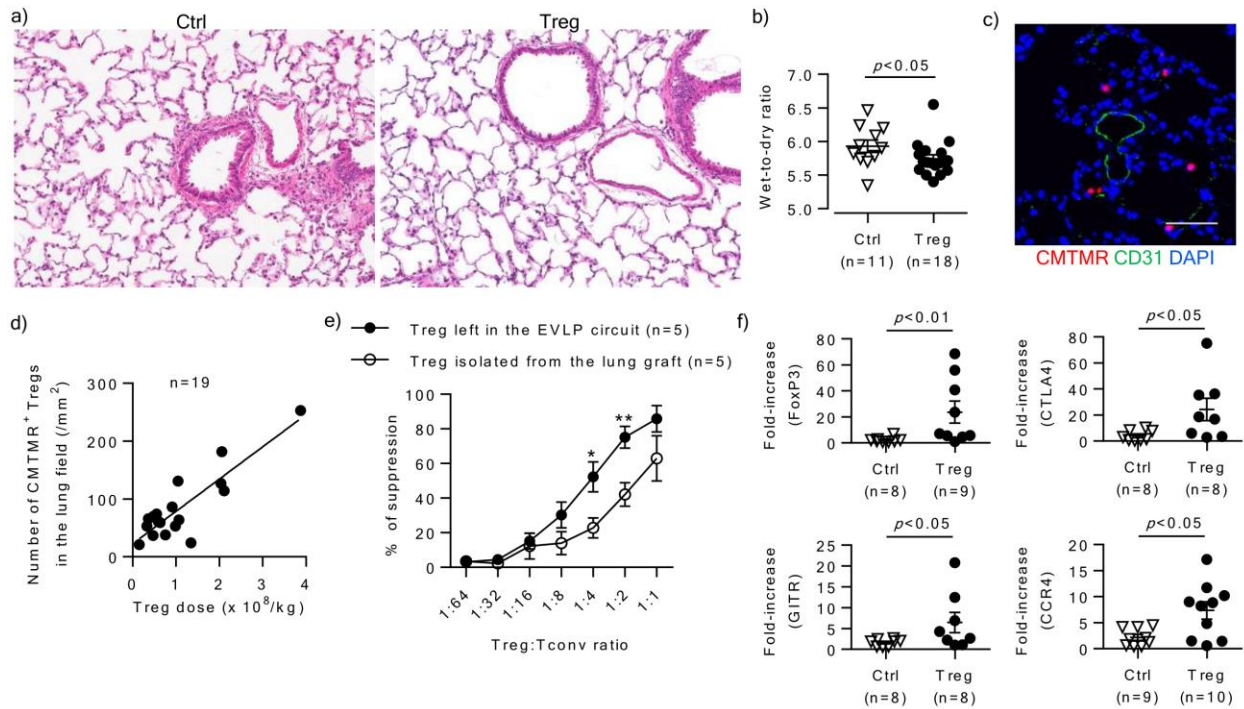 a)
Ctrl
Treg
b)
p<0.05
Wet-to-dry ratio
7.0
6.5
6.0
5.5
5.0
Ctrl
(n=11)
Treg
(n=18)
c)
CMTMR CD31 DAPI
d)
n=19
Number of CMTMR+ Tregs
in the lung field (/mm2)
300
200
100
0
0 1 2 3 4
Treg dose (x 10^8/kg)
e)
Treg left in the EVLP circuit (n=5)
Treg isolated from the lung graft (n=5)
% of suppression
100
80
60
40
20
0
*
**
1:64 1:32 1:16 1:8 1:4 1:2 1:1
Treg:Tconv ratio
f)
p<0.01
Fold-increase
(FoxP3)
80
60
40
20
0
Ctrl
(n=8)
Treg
(n=9)
p<0.05
Fold-increase
(CTLA4)
80
60
40
20
0
Ctrl
(n=8)
Treg
(n=8)
p<0.05
Fold-increase
(GITR)
25
20
15
10
5
0
Ctrl
(n=8)
Treg
(n=8)
p<0.05
Fold-increase
(CCR4)
20
15
10
5
0
Ctrl
(n=9)
Treg
(n=10)